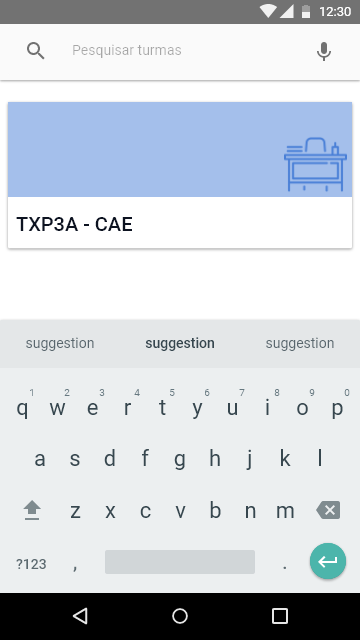 12:30
Pesquisar turmas
TXP3A - CAE
suggestion suggestion suggestion
1 2 3 4 5 6 7 8 9 0
q w e r t y u i o p
a s d f g h j k l
z x c v b n m
?123 , .